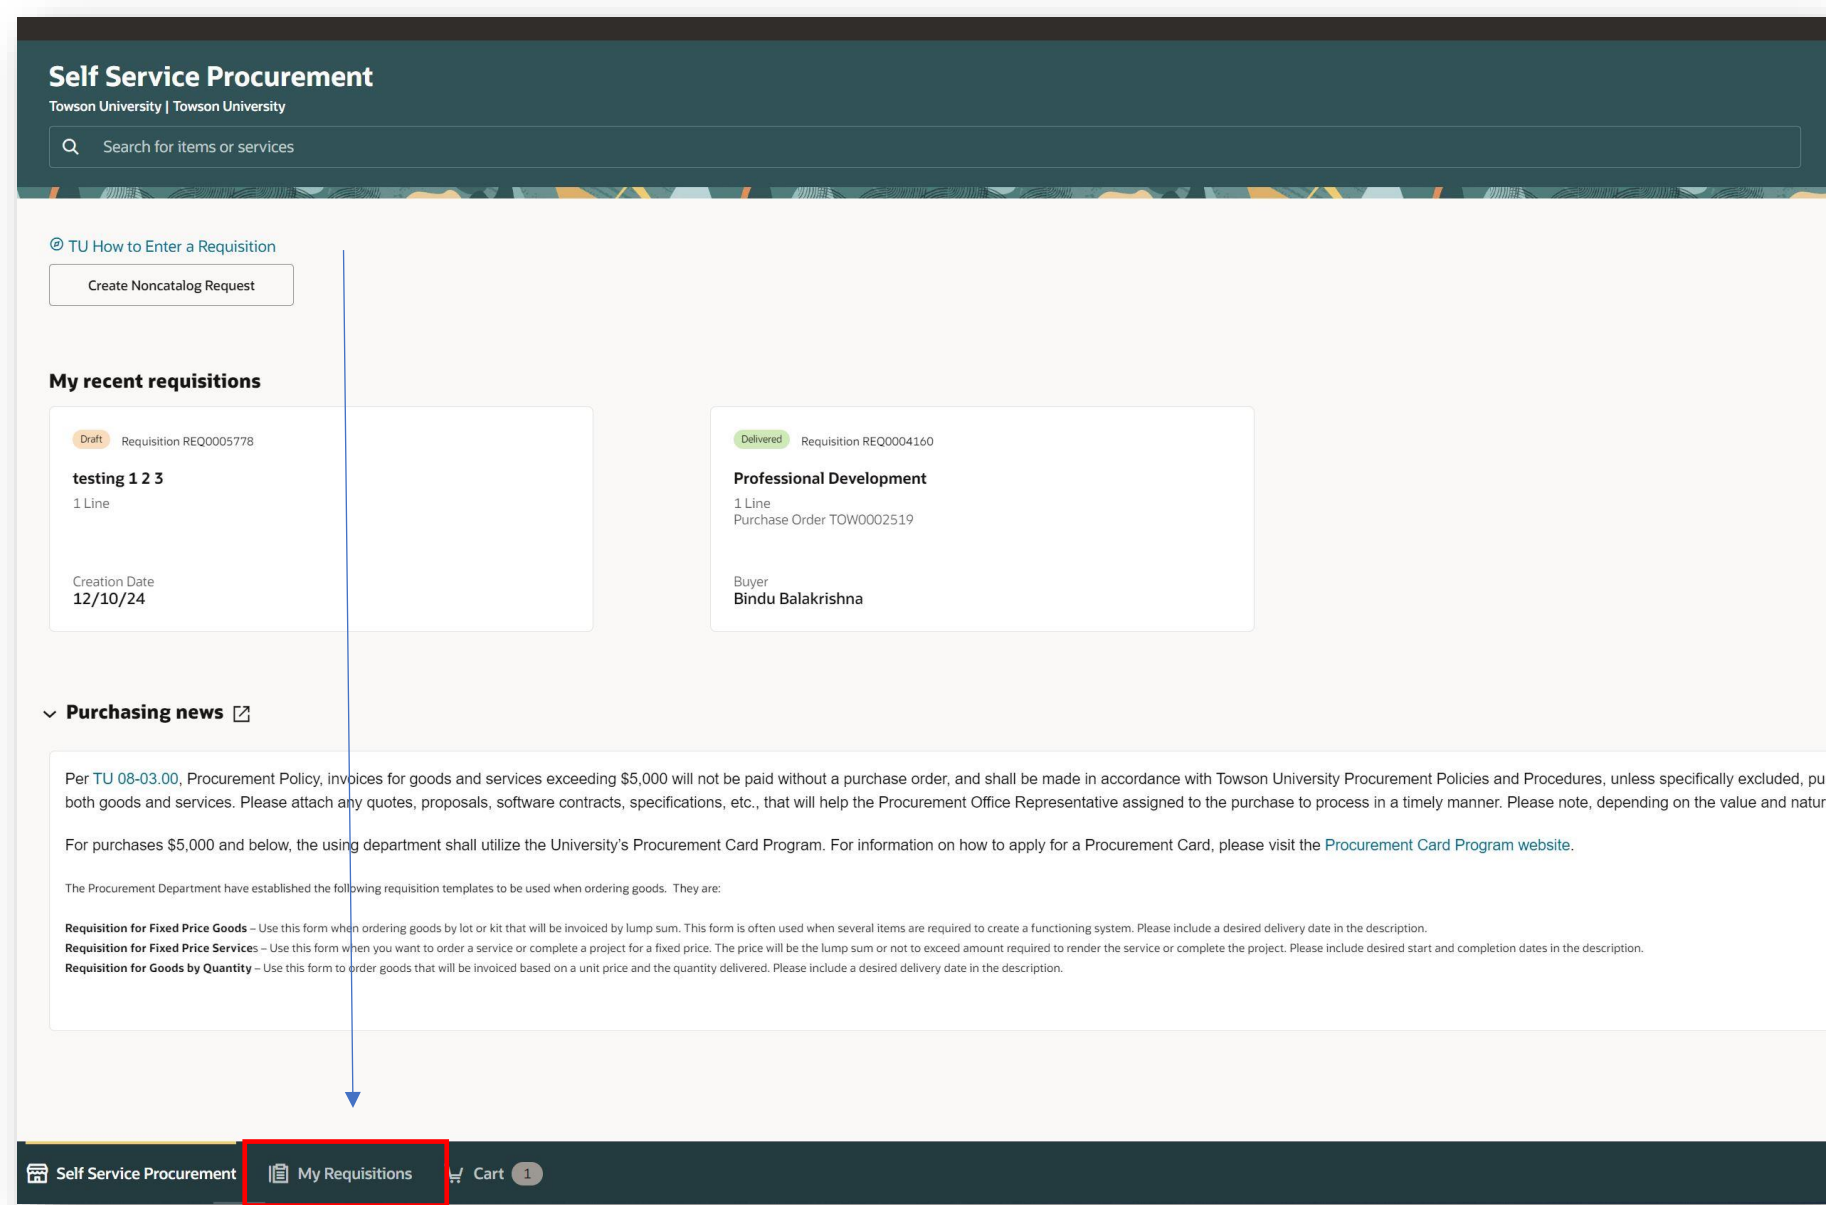 Self Service Procurement
Towson University | Towson University
Search for items or services
TU How to Enter a Requisition
Create Noncatalog Request
My recent requisitions
Draft Requisition REQ0005778
testing 1 2 3
1 Line
Creation Date
12/10/24
Delivered Requisition REQ0004160
Professional Development
1 Line
Purchase Order TOW0002519
Buyer
Bindu Balakrishna
Purchasing news
Per TU 08-03.00, Procurement Policy, invoices for goods and services exceeding $5,000 will not be paid without a purchase order, and shall be made in accordance with Towson University Procurement Policies and Procedures, unless specifically excluded, pu
both goods and services. Please attach any quotes, proposals, software contracts, specifications, etc., that will help the Procurement Office Representative assigned to the purchase to process in a timely manner. Please note, depending on the value and natur
For purchases $5,000 and below, the using department shall utilize the University's Procurement Card Program. For information on how to apply for a Procurement Card, please visit the Procurement Card Program website.
The Procurement Department have established the following requisition templates to be used when ordering goods. They are:
Requisition for Fixed Price Goods – Use this form when ordering goods by lot or kit that will be invoiced by lump sum. This form is often used when several items are required to create a functioning system. Please include a desired delivery date in the description.
Requisition for Fixed Price Services – Use this form when you want to order a service or complete a project for a fixed price. The price will be the lump sum or not to exceed amount required to render the service or complete the project. Please include desired start and completion dates in the description.
Requisition for Goods by Quantity – Use this form to order goods that will be invoiced based on a unit price and the quantity delivered. Please include a desired delivery date in the description.
Self Service Procurement My Requisitions Cart 1